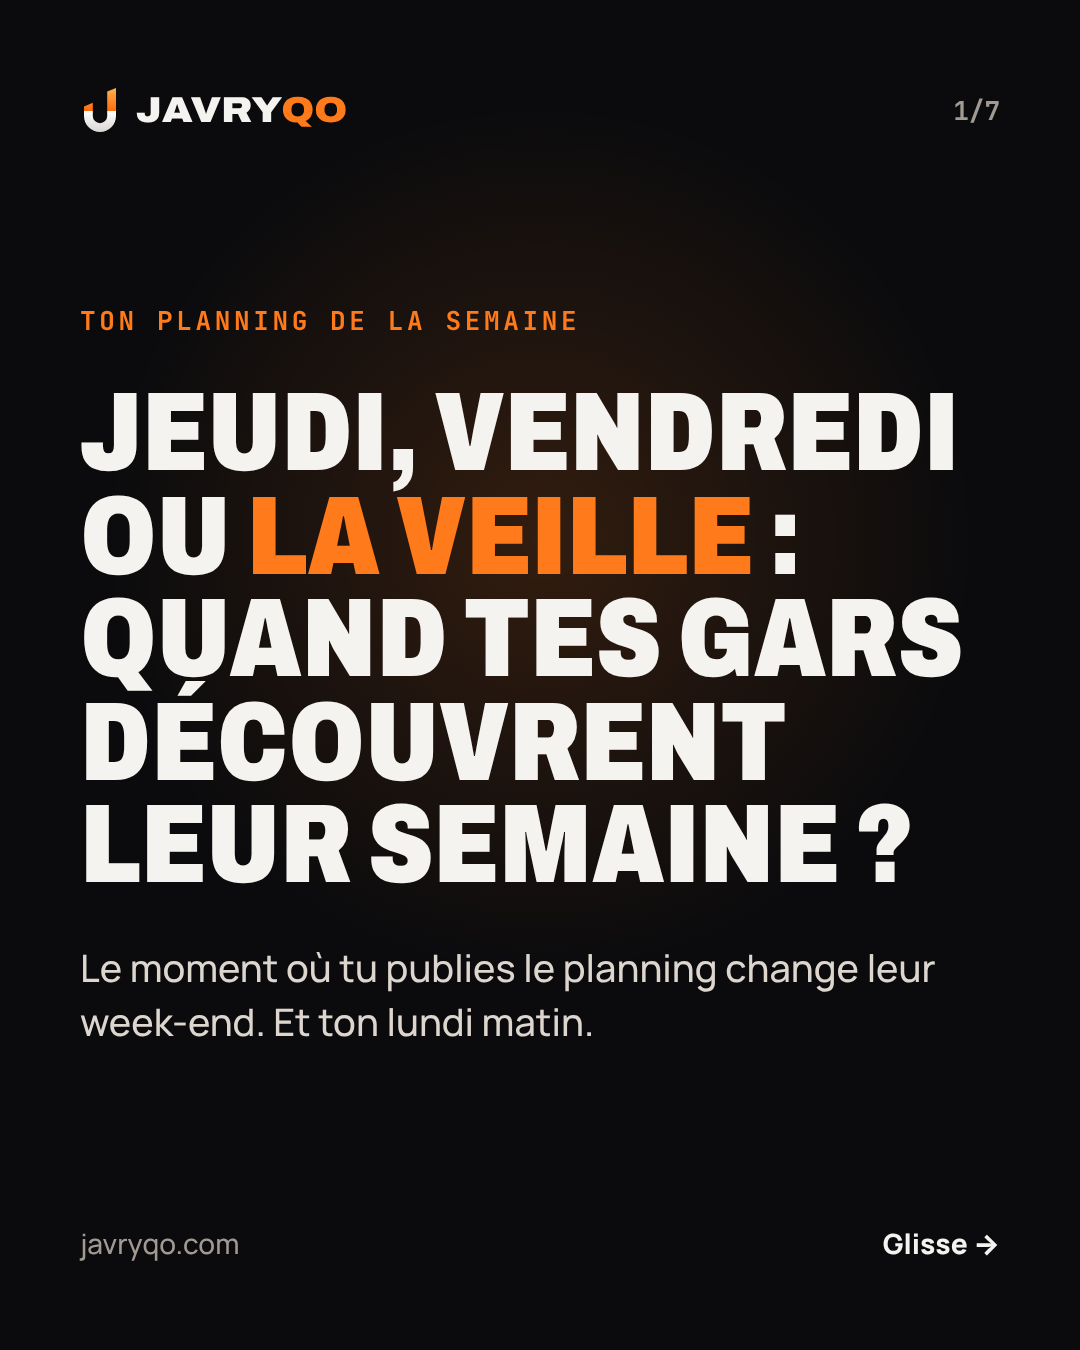 JAVRYQO
1/7
TON PLANNING DE LA SEMAINE
JEUDI, VENDREDI
OU LA VEILLE :
QUAND TES GARS
DÉCOUVRENT
LEUR SEMAINE ?
Le moment où tu publies le planning change leur
week-end. Et ton lundi matin.
javryqo.com
Glisse →